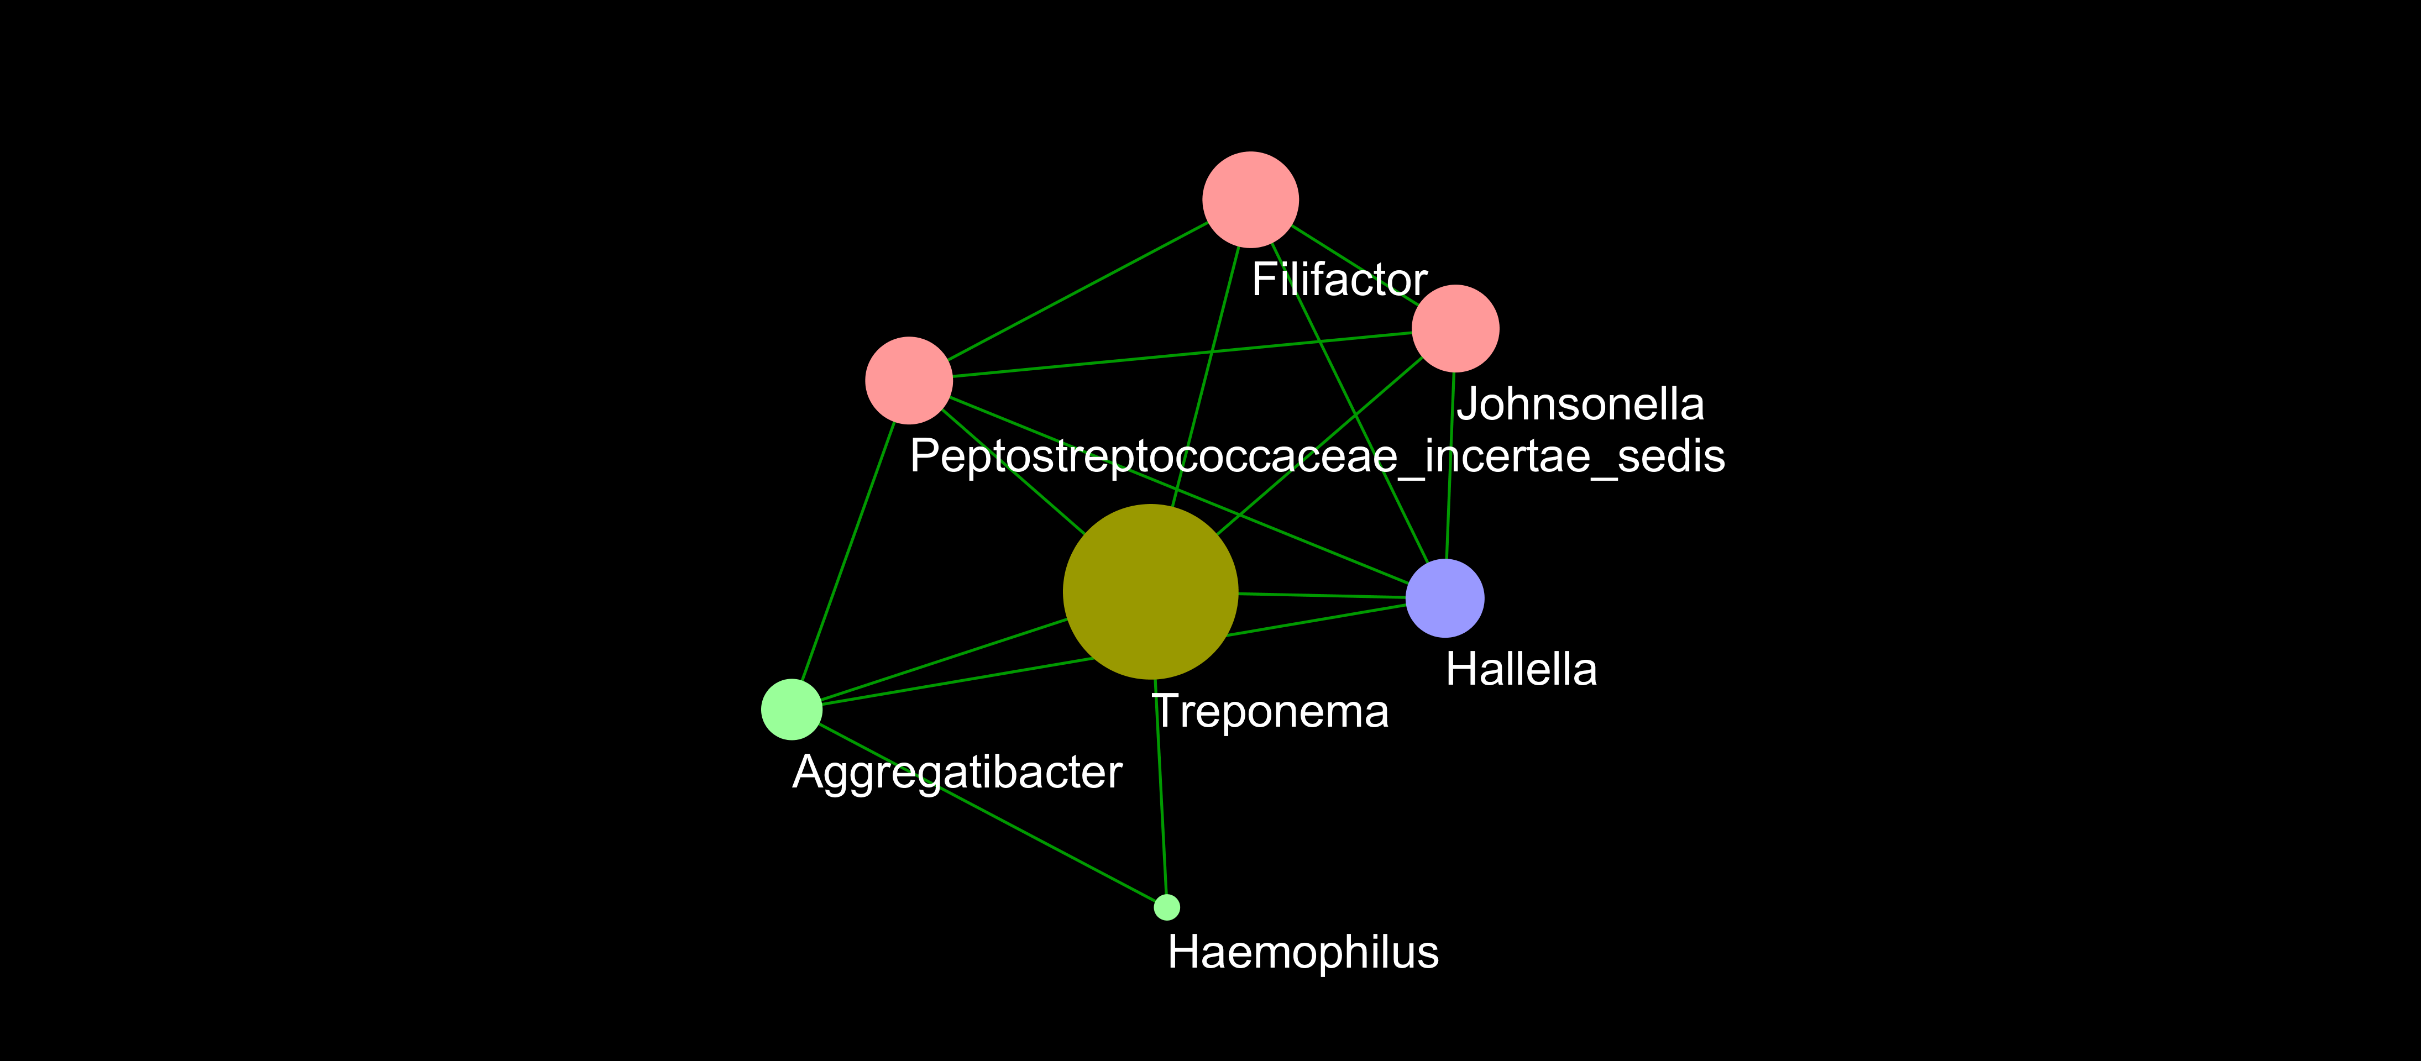 Filifactor
Johnsonella
Peptostreptococcaceae_incertae_sedis
Hallella
Treponema
Aggregatibacter
Haemophilus